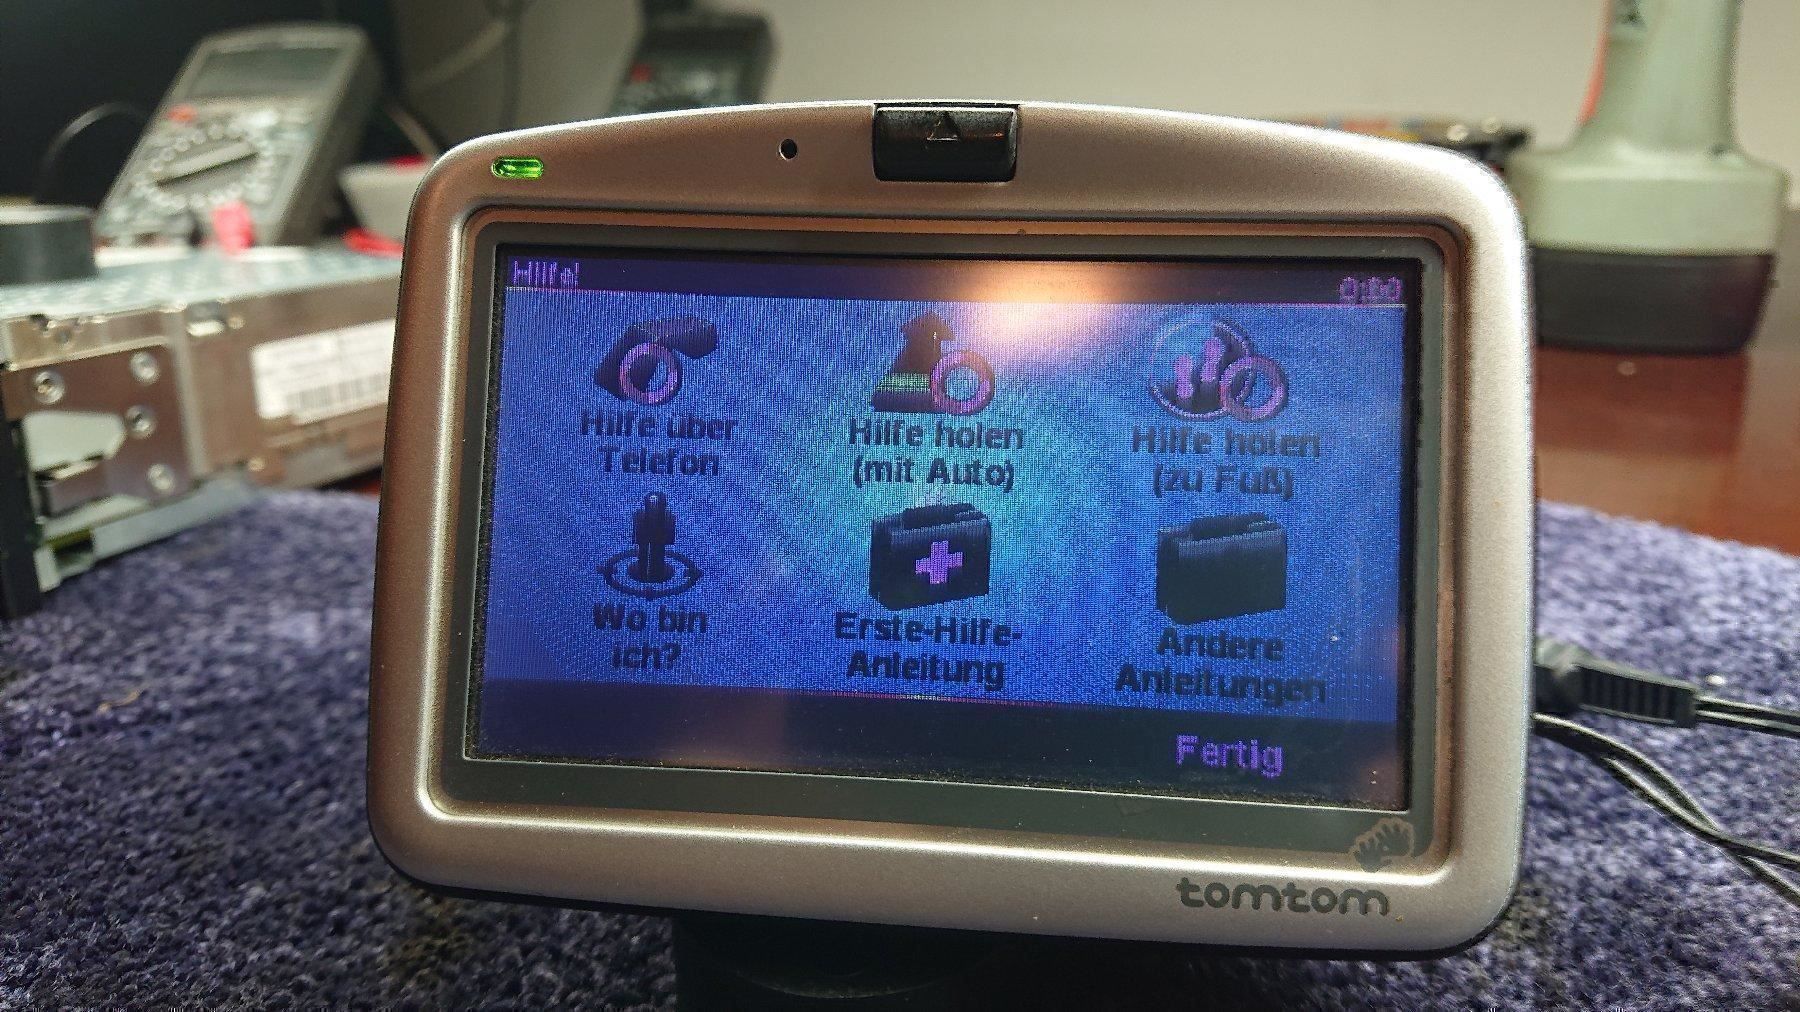 Hilfe!
0:00
Hilfe über
Telefon
Hilfe holen
(mit Auto)
Hilfe holen
(zu Fuß)
Wo bin
ich?
Erste-Hilfe-
Anleitung
Andere
Anleitungen
Fertig
tomtom